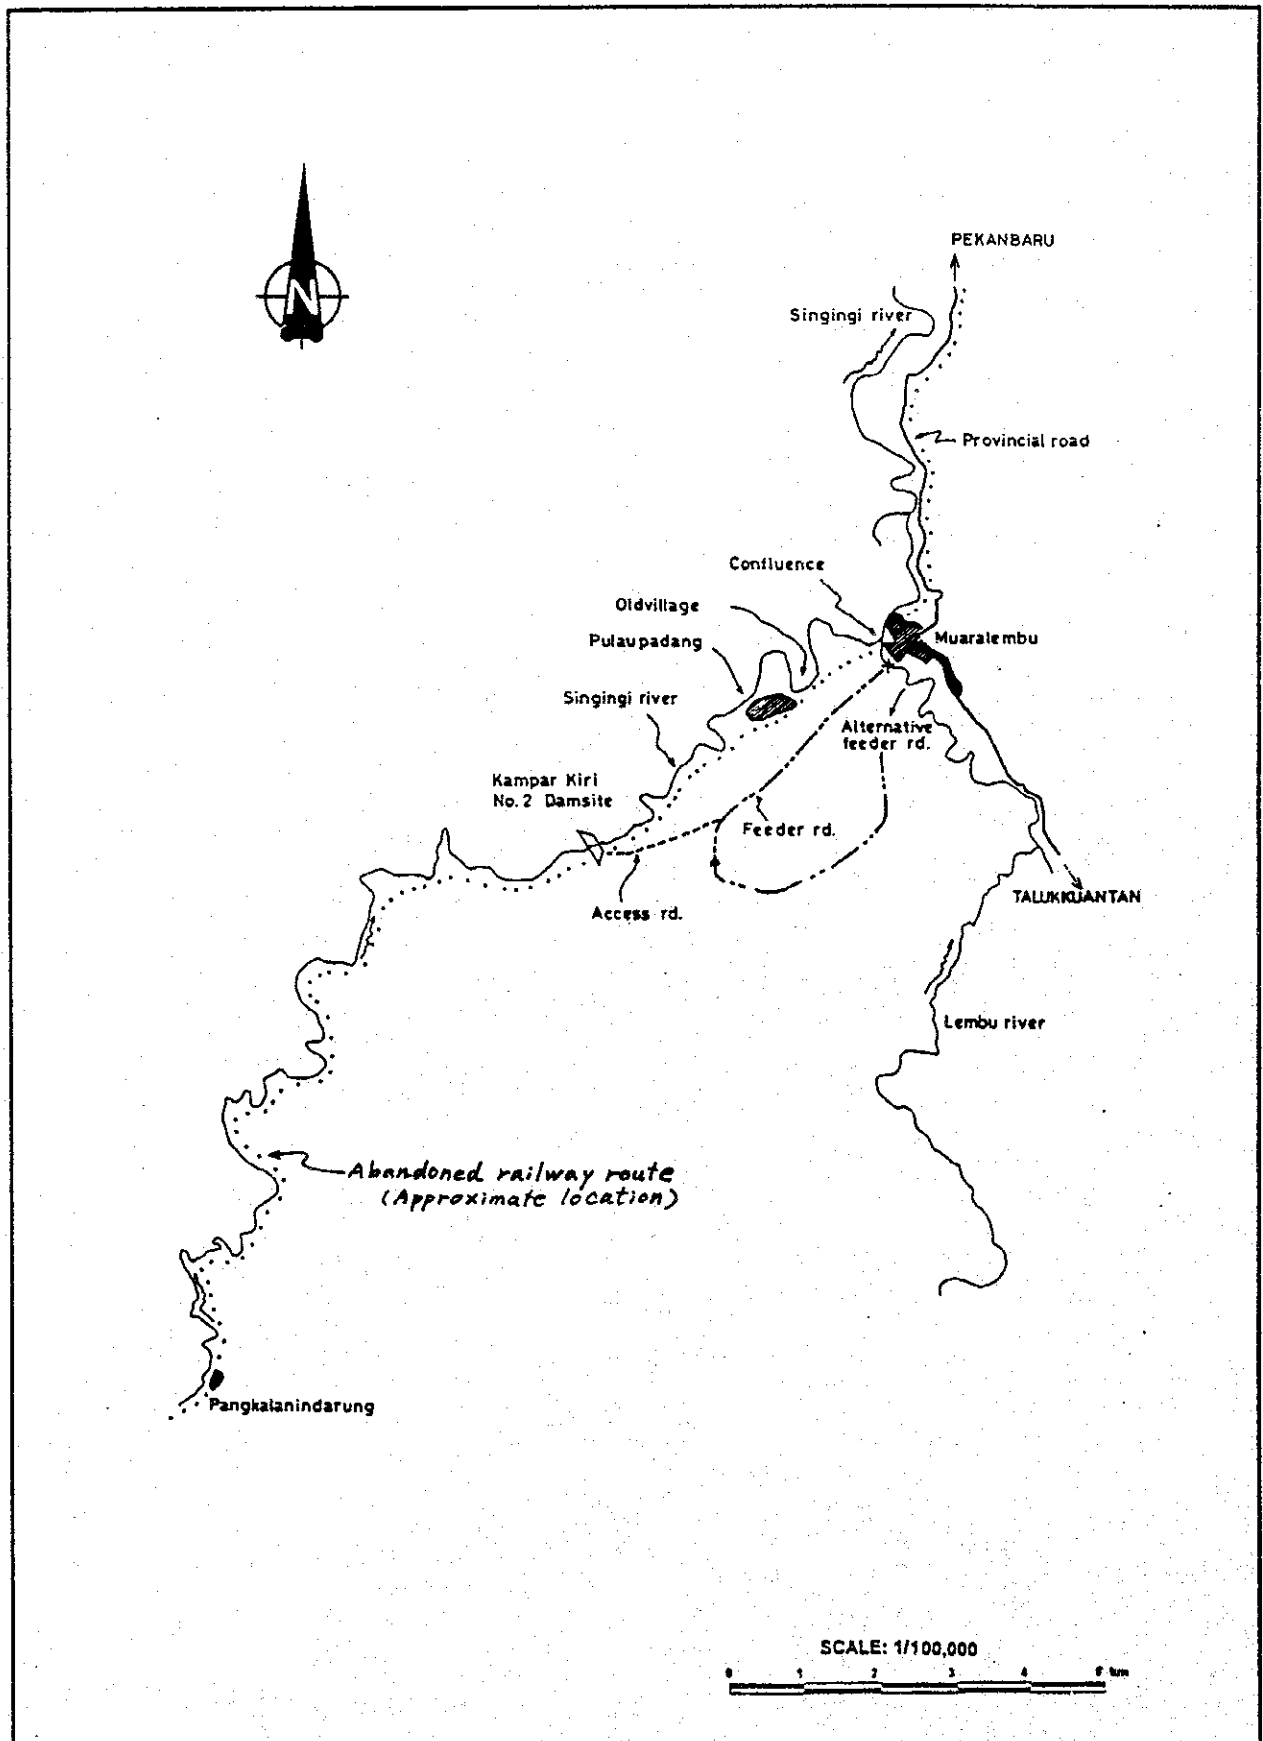 N
PEKANBARU
Singingi river
Provincial road
Confluence
Oldvillage
Muaralembu
Pulaupadang
Singingi river
Alternative
feeder rd.
Kampar Kiri
No.2 Damsite
Feeder rd.
TALUKKUANTAN
Access rd.
Lembu river
Abandoned railway route
(Approximate location)
Pangkalanindarung
SCALE: 1/100,000
0 1 2 3 4 5 km